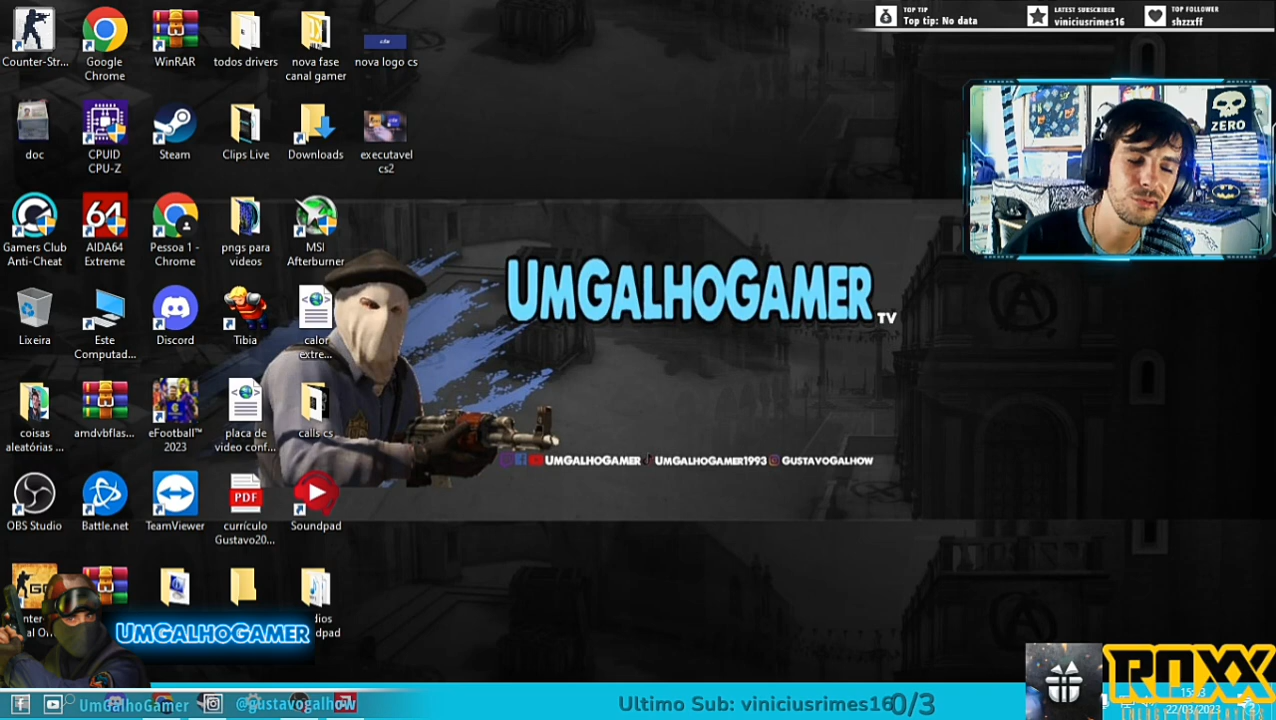 TOP TIP
Top tip: No data
LATEST SUBSCRIBER
viniciusrimes16
TOP FOLLOWER
shzzxff
Counter-Str...
Google Chrome
WinRAR
todos drivers
nova fase canal gamer
nova logo cs
doc
CPUID CPU-Z
Steam
Clips Live
Downloads
executavel cs2
ZERO
Gamers Club Anti-Cheat
64
AIDA64 Extreme
Pessoa 1 - Chrome
pngs para videos
MSI Afterburner
UMGALHOGAMER
TV
Lixeira
Este Computad...
Discord
Tibia
calor extre...
coisas aleatórias ...
amdvbflas...
eFootball™ 2023
placa de video conf...
calls cs
UMGALHOGAMER UMGALHOGAMER1993 GUSTAVOGALHOW
OBS Studio
Battle.net
TeamViewer
PDF
currículo Gustavo20...
Soundpad
UMGALHOGAMER
ROXX
UmGalhoGamer
@gustavogalhow
Ultimo Sub: viniciusrimes16
0/3
22/03/2023